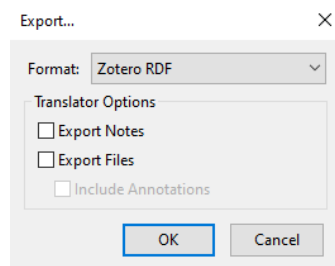 Export...
Format: Zotero RDF
Translator Options
Export Notes
Export Files
Include Annotations
OK Cancel